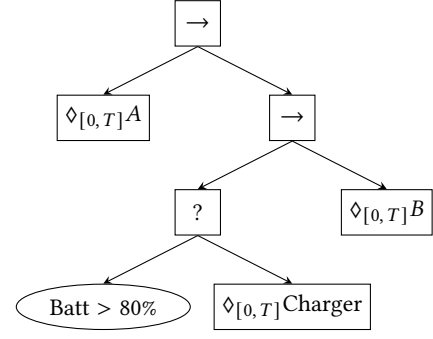 →
◊[0, T]A
→
?
◊[0, T]B
Batt > 80%
◊[0, T]Charger